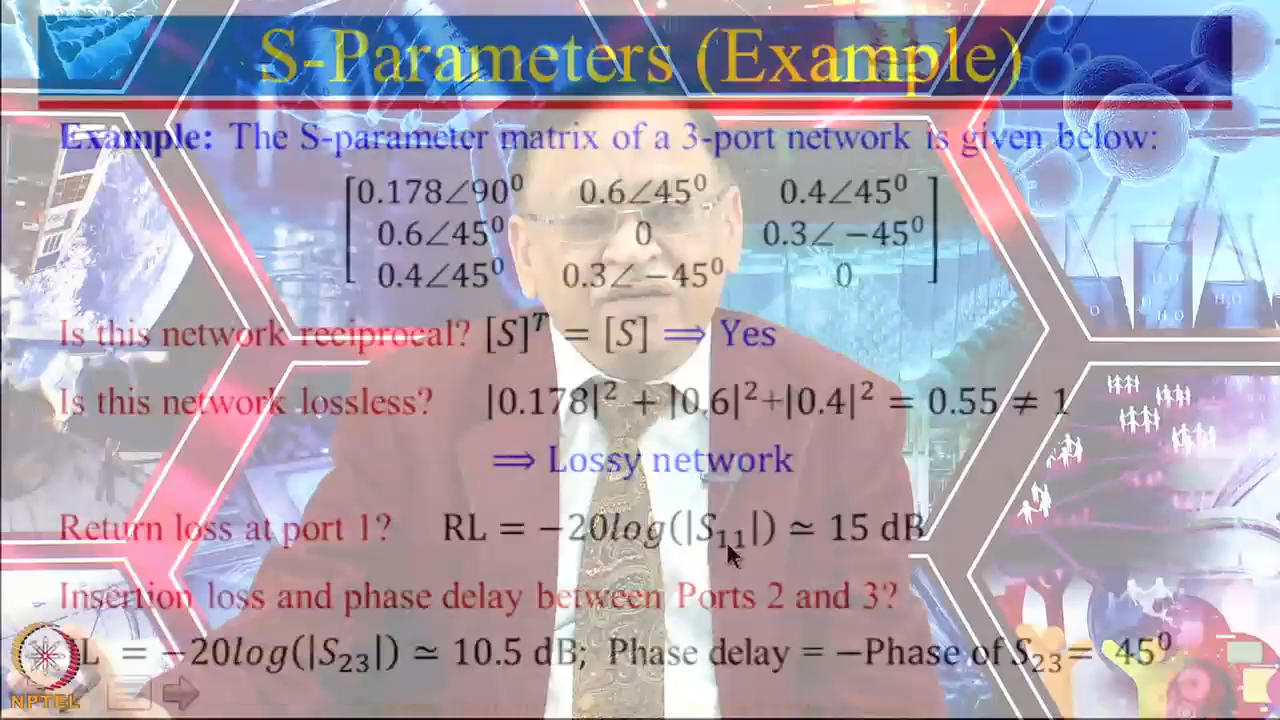 S-Parameters (Example)
Example: The S-parameter matrix of a 3-port network is given below:
[0.178∠90⁰ 0.6∠45⁰ 0.4∠45⁰
0.6∠45⁰ 0 0.3∠−45⁰
0.4∠45⁰ 0.3∠−45⁰ 0]
Is this network reciprocal? [S]ᵀ = [S] ⟹ Yes
Is this network lossless? |0.178|² + |0.6|²+|0.4|² = 0.55 ≠ 1
⟹ Lossy network
Return loss at port 1? RL = −20log(|S₁₁|) ≃ 15 dB
Insertion loss and phase delay between Ports 2 and 3?
L = −20log(|S₂₃|) ≃ 10.5 dB; Phase delay = −Phase of S₂₃= 45⁰
NPTEL
O
H₂O
H₂O
H₂O